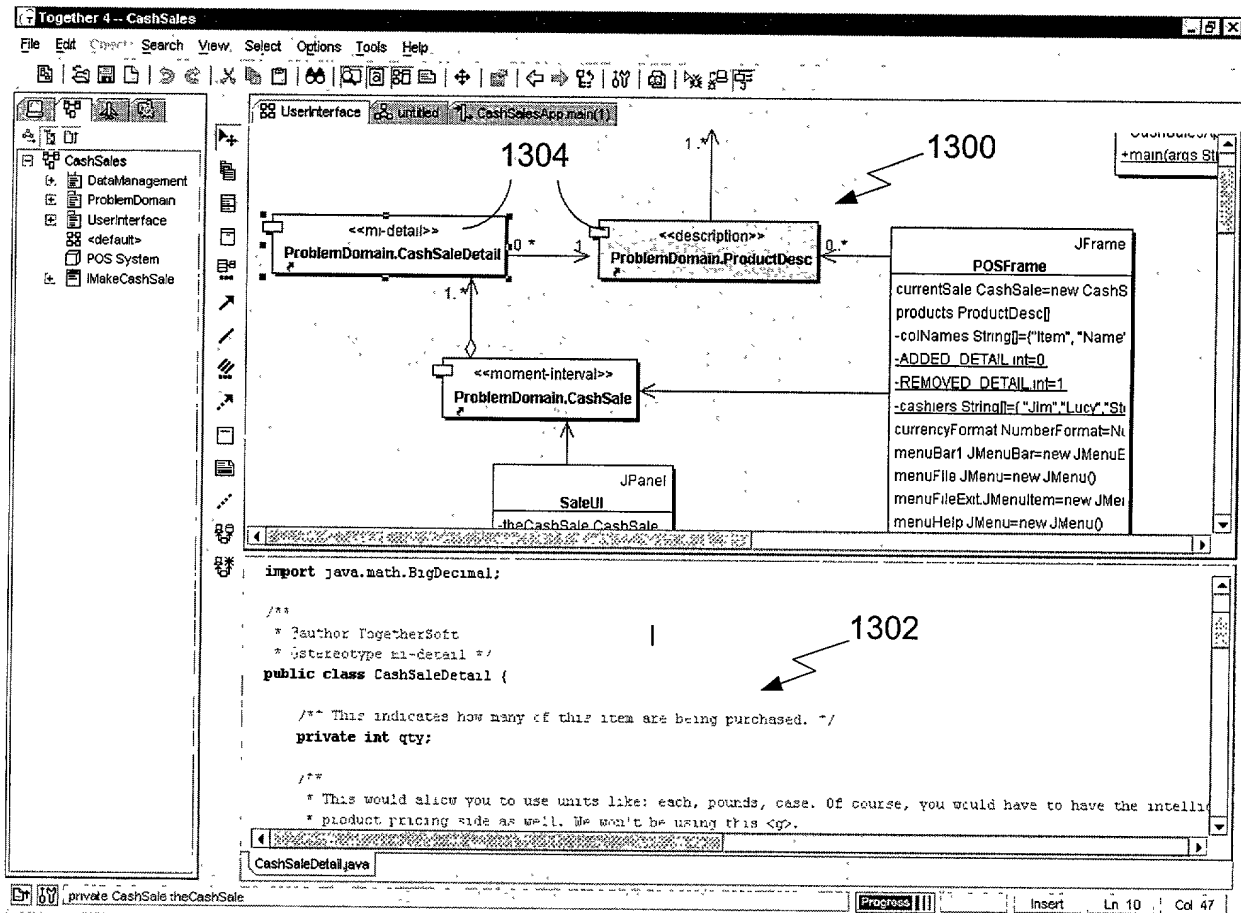 Together 4 -- CashSales
File Edit Object Search View Select Options Tools Help
CashSales
DataManagement
ProblemDomain
UserInterface
<default>
POS System
IMakeCashSale
UserInterface untitled CashSalesApp.main(1)
1304
1300
1..*
+main(args Stri
<<mi-detail>>
ProblemDomain.CashSaleDetail
0..*
1
<<description>>
ProblemDomain.ProductDesc
0..*
1..*
<<moment-interval>>
ProblemDomain.CashSale
JPanel
SaleUI
-theCashSale CashSale
JFrame
POSFrame
currentSale CashSale=new CashS
products ProductDesc[]
-colNames String[]={"Item", "Name"
-ADDED_DETAIL int=0
-REMOVED_DETAIL int=1
-cashiers String[]={ "Jim","Lucy","St
currencyFormat NumberFormat=Nu
menuBar1 JMenuBar=new JMenuB
menuFile JMenu=new JMenu()
menuFileExit JMenuItem=new JMen
menuHelp JMenu=new JMenu()
import java.math.BigDecimal;
/**
* @author TogetherSoft
* @stereotype mi-detail */
public class CashSaleDetail {
1302
/** This indicates how many of this item are being purchased. */
private int qty;
/**
* This would allow you to use units like: each, pounds, case. Of course, you would have to have the intelli
* product pricing side as well. We won't be using this <g>.
CashSaleDetail.java
private CashSale theCashSale
Progress
Insert
Ln 10
Col 47